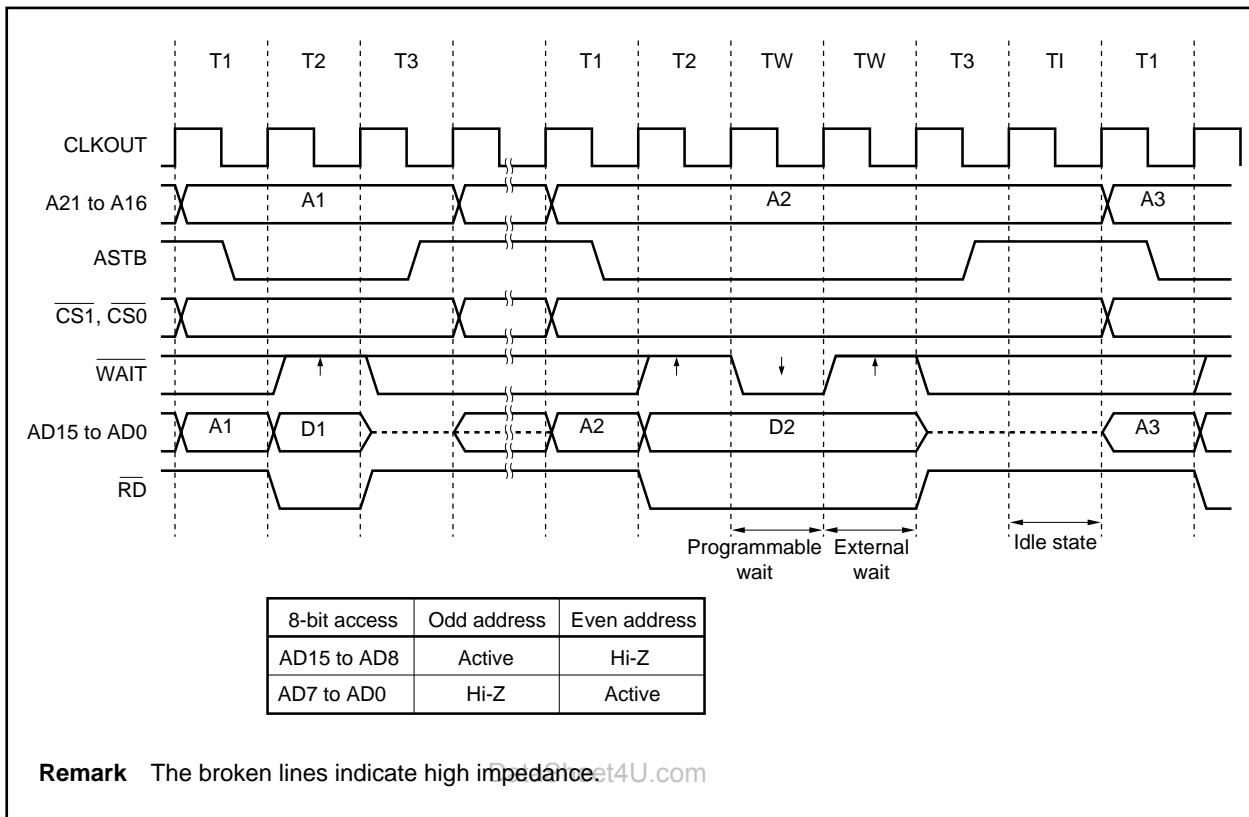 T1 T2 T3 T1 T2 TW TW T3 TI T1
CLKOUT
A21 to A16 A1 A2 A3
ASTB
CS1, CS0
WAIT
AD15 to AD0 A1 D1 A2 D2 A3
RD
Programmable wait
External wait
Idle state
8-bit access Odd address Even address
AD15 to AD8 Active Hi-Z
AD7 to AD0 Hi-Z Active
Remark The broken lines indicate high impedance.
DataSheet4U.com